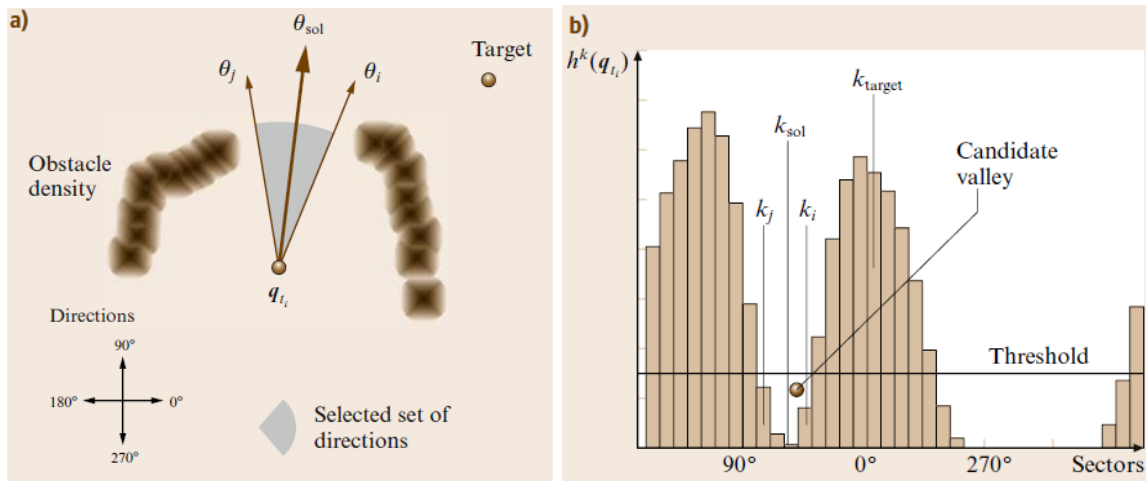 a)
θsol
Target
θj
θi
Obstacle
density
qti
Directions
90°
180°
0°
270°
Selected set of
directions
b)
hᵏ(qti)
ktarget
ksol
Candidate
valley
kj
ki
Threshold
90°
0°
270°
Sectors